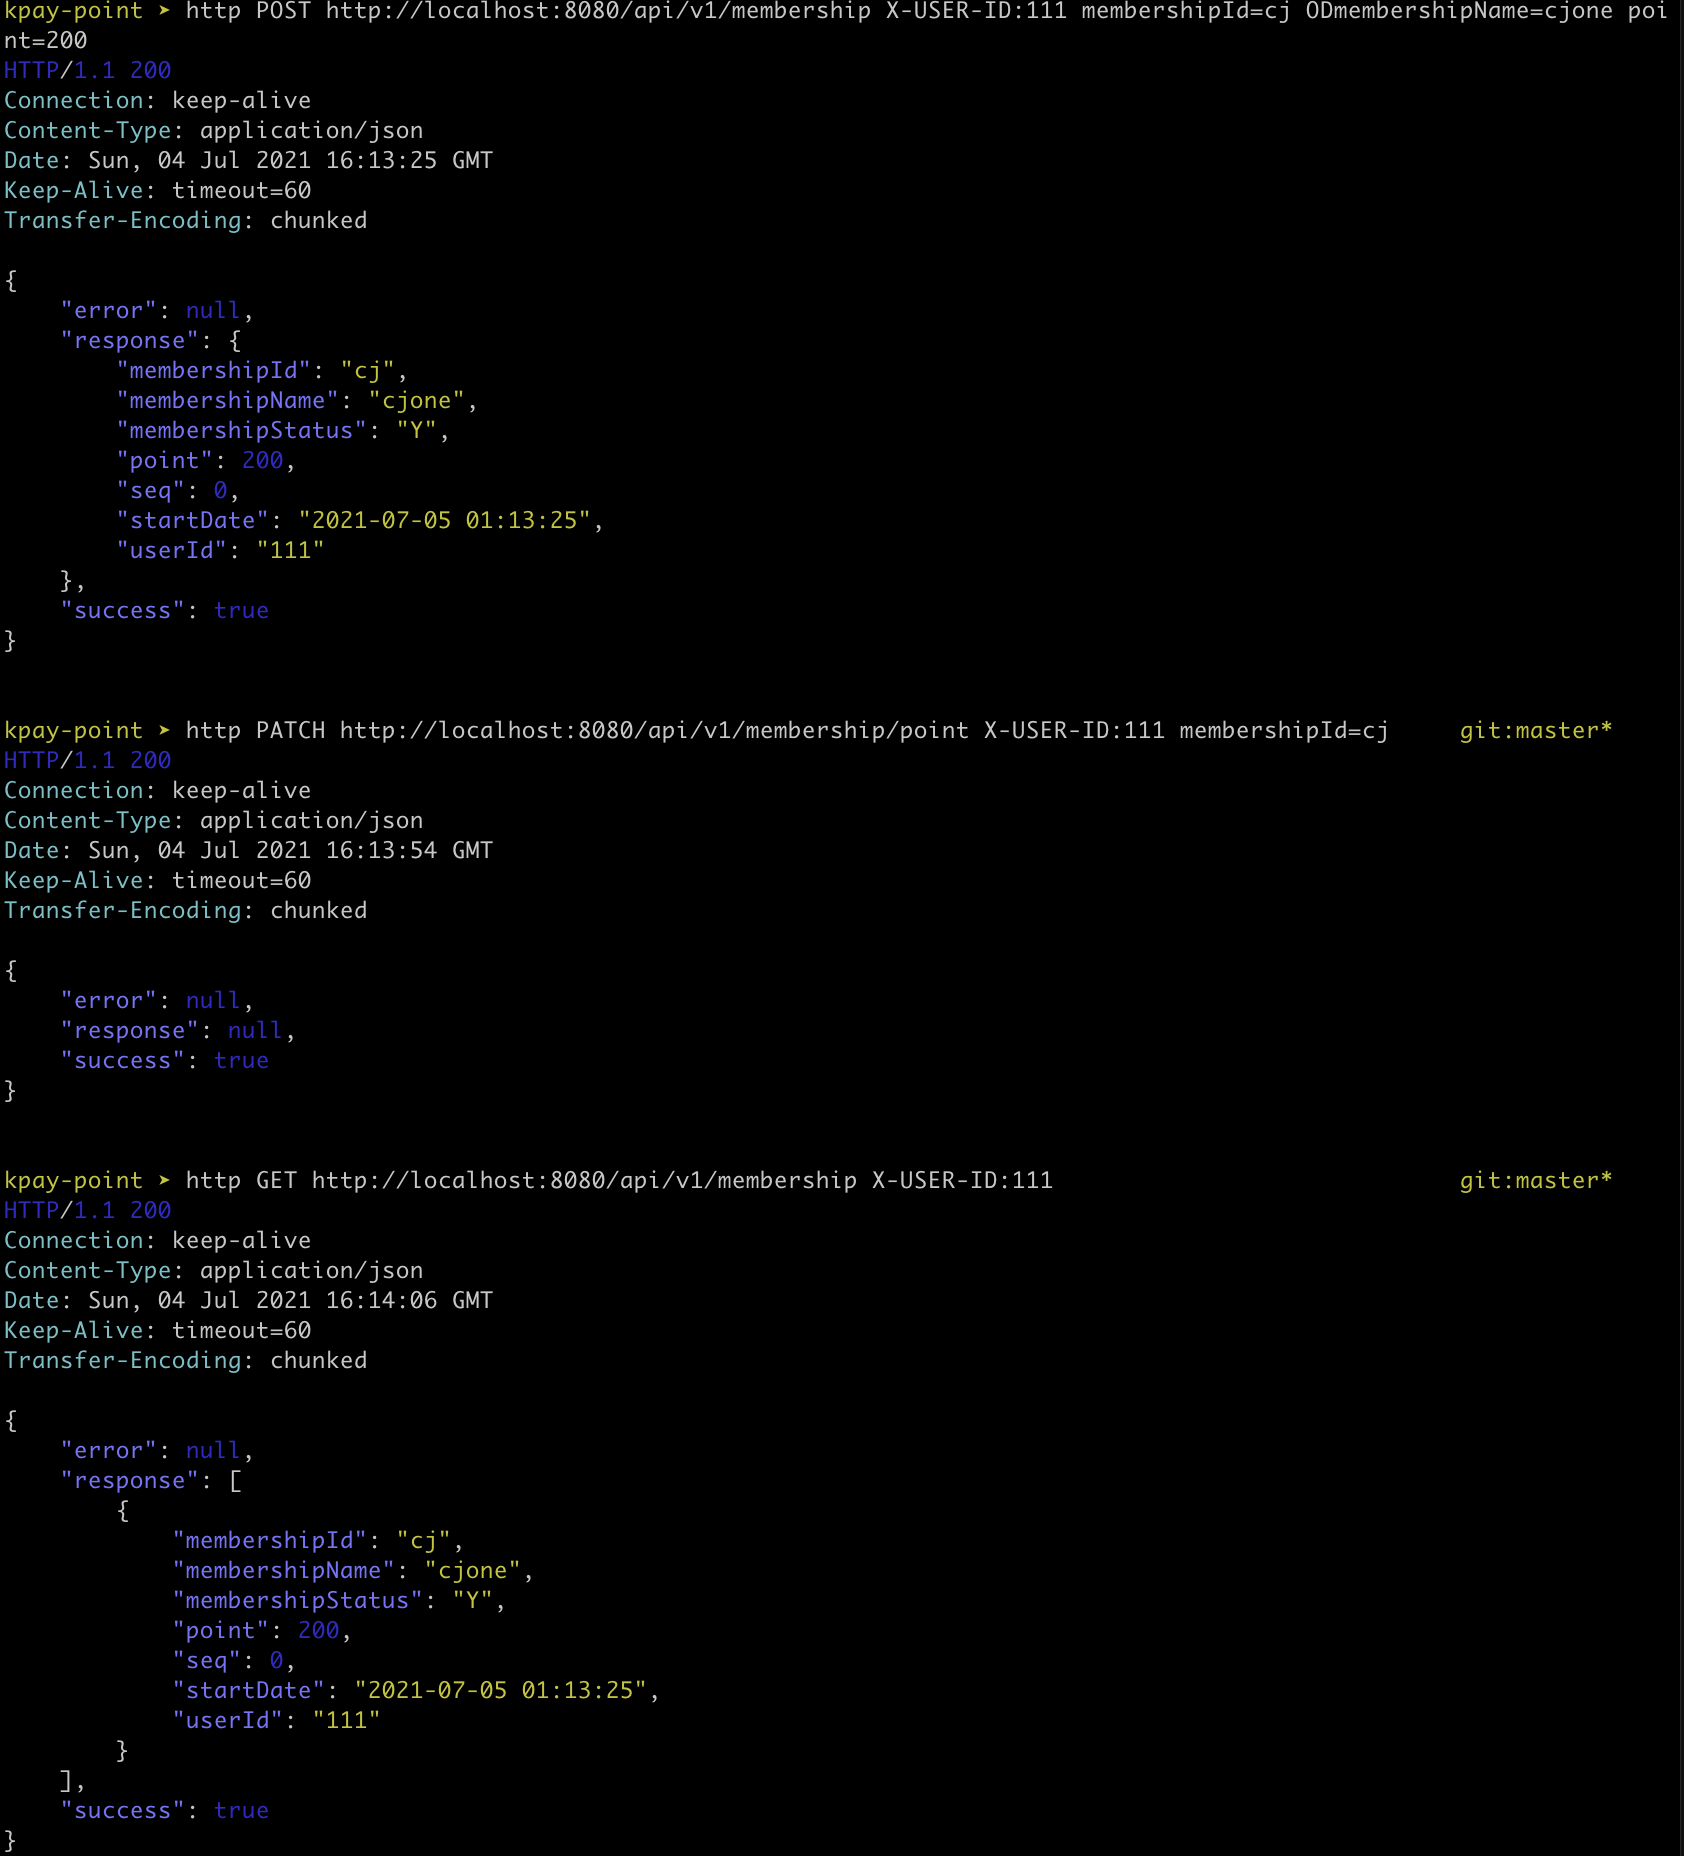 kpay-point ➤ http POST http://localhost:8080/api/v1/membership X-USER-ID:111 membershipId=cj ODmembershipName=cjone poi
nt=200
HTTP/1.1 200
Connection: keep-alive
Content-Type: application/json
Date: Sun, 04 Jul 2021 16:13:25 GMT
Keep-Alive: timeout=60
Transfer-Encoding: chunked

{
    "error": null,
    "response": {
        "membershipId": "cj",
        "membershipName": "cjone",
        "membershipStatus": "Y",
        "point": 200,
        "seq": 0,
        "startDate": "2021-07-05 01:13:25",
        "userId": "111"
    },
    "success": true
}

kpay-point ➤ http PATCH http://localhost:8080/api/v1/membership/point X-USER-ID:111 membershipId=cj     git:master*
HTTP/1.1 200
Connection: keep-alive
Content-Type: application/json
Date: Sun, 04 Jul 2021 16:13:54 GMT
Keep-Alive: timeout=60
Transfer-Encoding: chunked

{
    "error": null,
    "response": null,
    "success": true
}

kpay-point ➤ http GET http://localhost:8080/api/v1/membership X-USER-ID:111     git:master*
HTTP/1.1 200
Connection: keep-alive
Content-Type: application/json
Date: Sun, 04 Jul 2021 16:14:06 GMT
Keep-Alive: timeout=60
Transfer-Encoding: chunked

{
    "error": null,
    "response": [
        {
            "membershipId": "cj",
            "membershipName": "cjone",
            "membershipStatus": "Y",
            "point": 200,
            "seq": 0,
            "startDate": "2021-07-05 01:13:25",
            "userId": "111"
        }
    ],
    "success": true
}